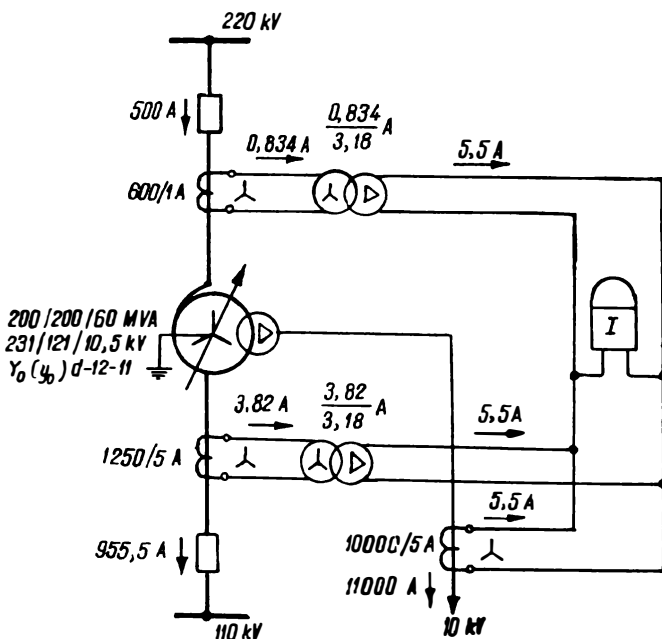 220 kV
500 A
0,834 A
0,834
3,18 A
5,5 A
600/1 A
I
200/200/60 MVA
231/121/10,5 kV
Y₀ (y₀) d-12-11
3,82 A
3,82
3,18 A
5,5 A
1250/5 A
5,5 A
955,5 A
10000/5 A
11000 A
110 kV
10 kV